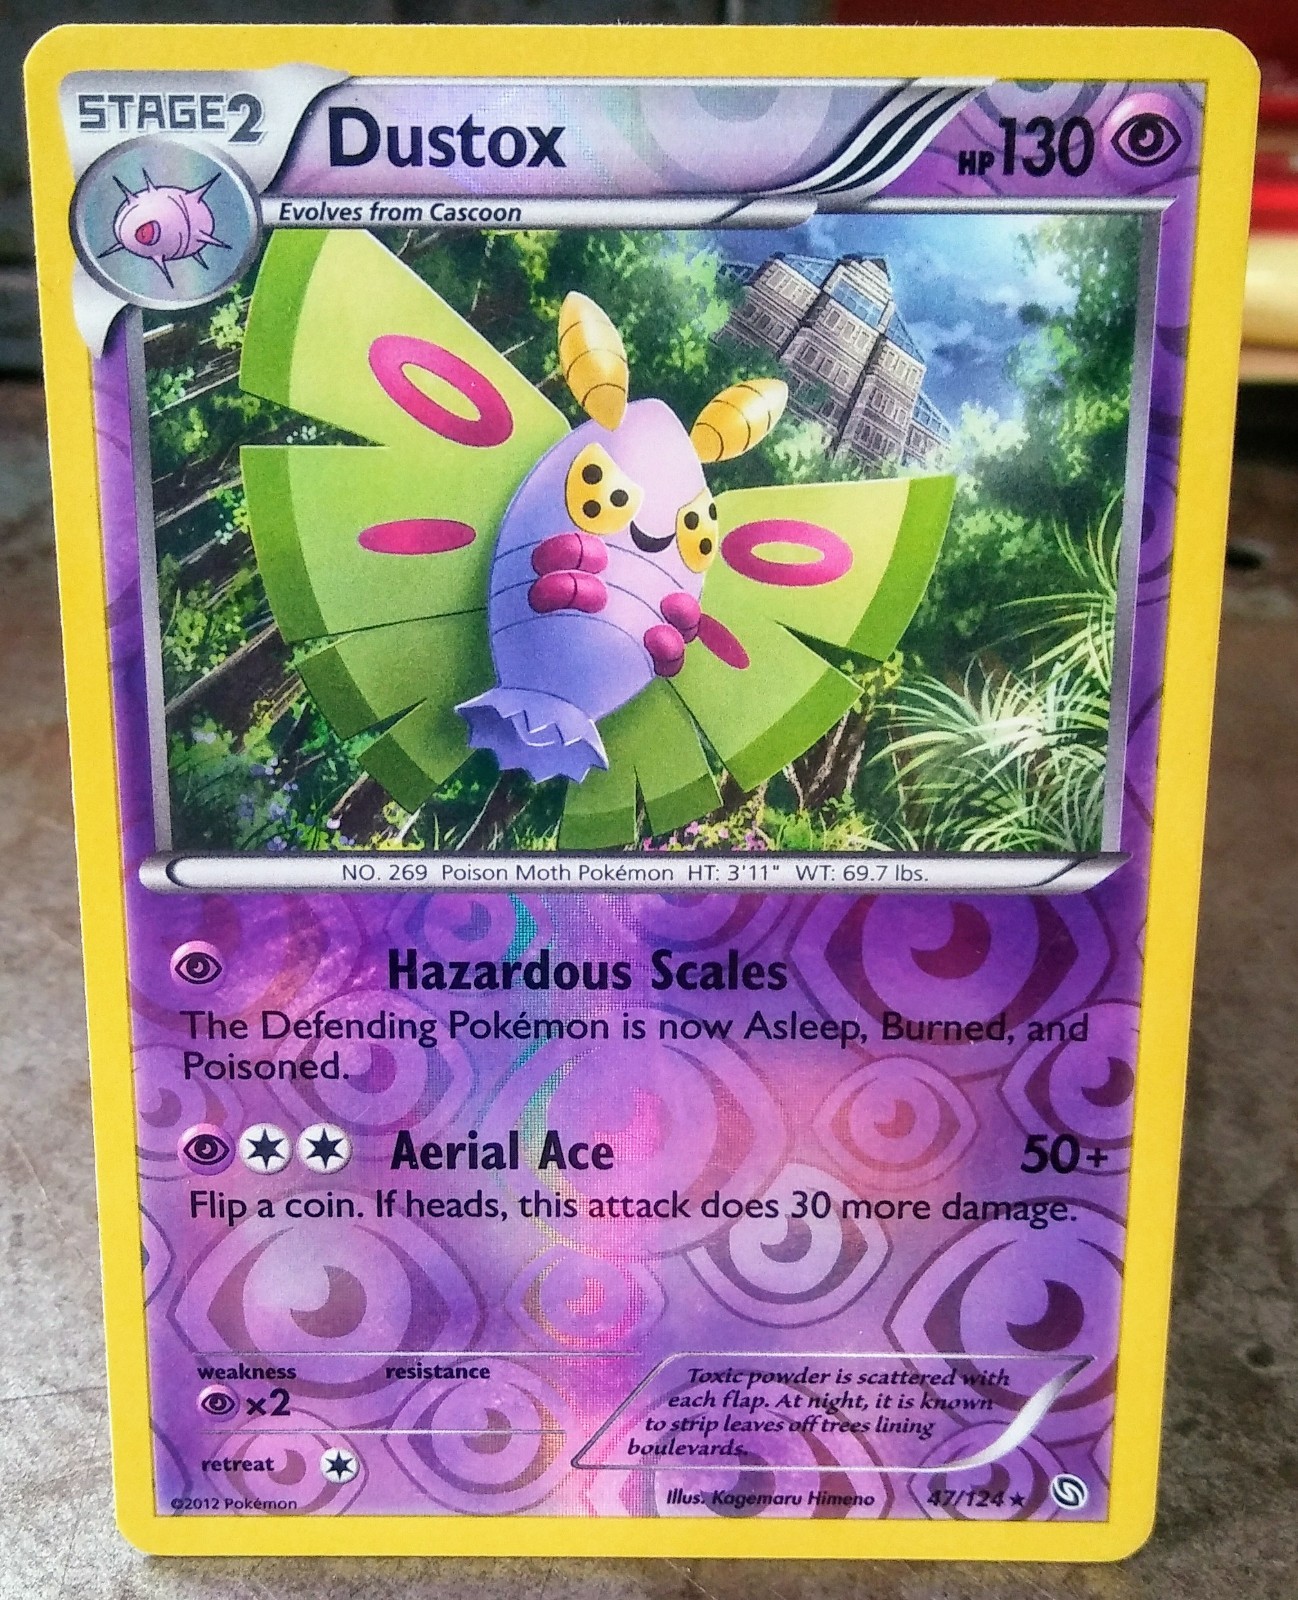 STAGE2
Dustox
HP130
Evolves from Cascoon
NO. 269 Poison Moth Pokémon HT: 3'11" WT: 69.7 lbs.
Hazardous Scales
The Defending Pokémon is now Asleep, Burned, and
Poisoned.
Aerial Ace 50+
Flip a coin. If heads, this attack does 30 more damage.
weakness resistance
x2
Toxic powder is scattered with
each flap. At night, it is known
to strip leaves off trees lining
boulevards.
retreat
©2012 Pokémon
Illus. Kagemaru Himeno
47/124 ★